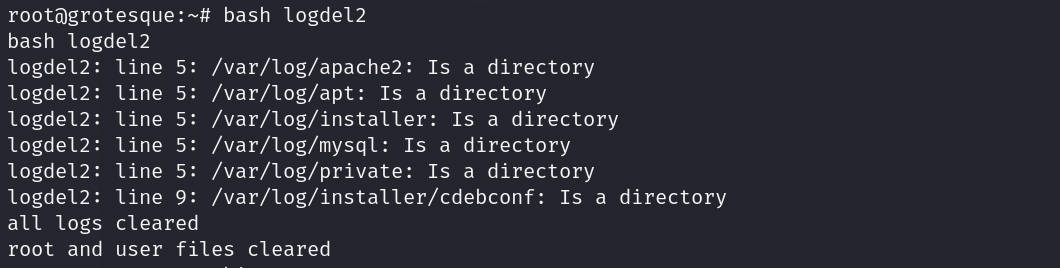 root@grotesque:~# bash logdel2
bash logdel2
logdel2: line 5: /var/log/apache2: Is a directory
logdel2: line 5: /var/log/apt: Is a directory
logdel2: line 5: /var/log/installer: Is a directory
logdel2: line 5: /var/log/mysql: Is a directory
logdel2: line 5: /var/log/private: Is a directory
logdel2: line 9: /var/log/installer/cdebconf: Is a directory
all logs cleared
root and user files cleared